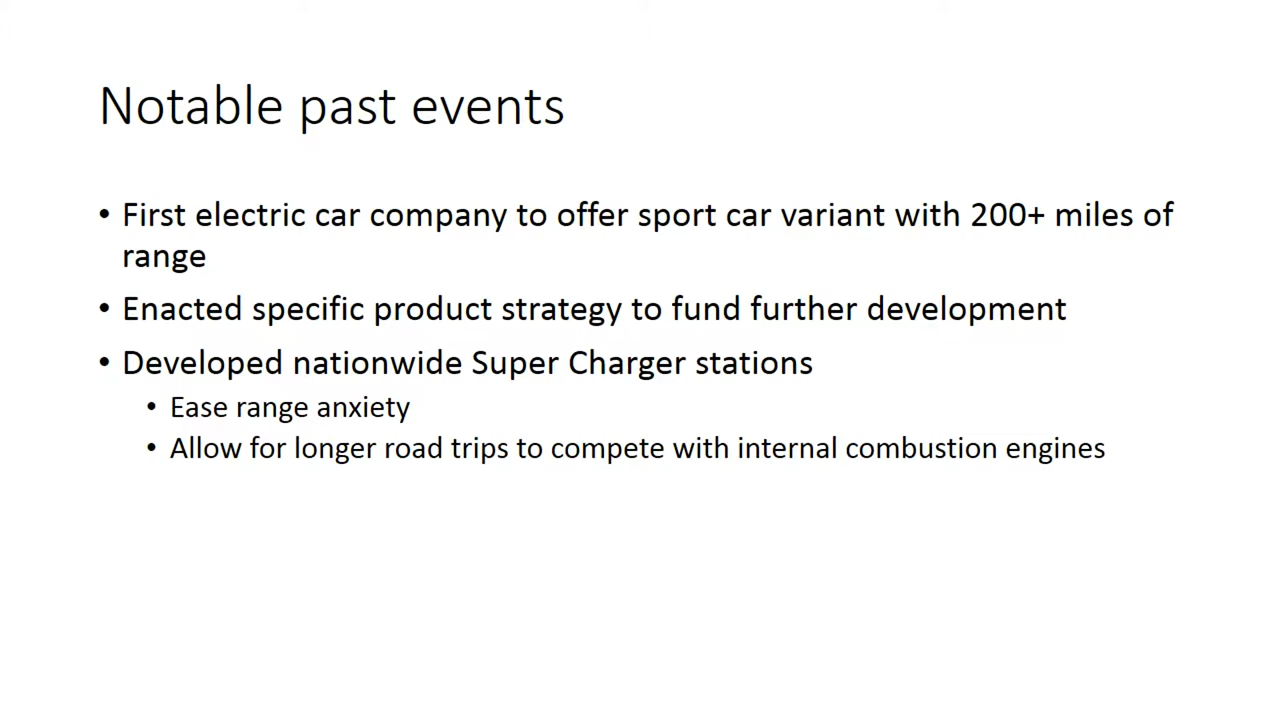 Notable past events
• First electric car company to offer sport car variant with 200+ miles of
range
• Enacted specific product strategy to fund further development
• Developed nationwide Super Charger stations
• Ease range anxiety
• Allow for longer road trips to compete with internal combustion engines